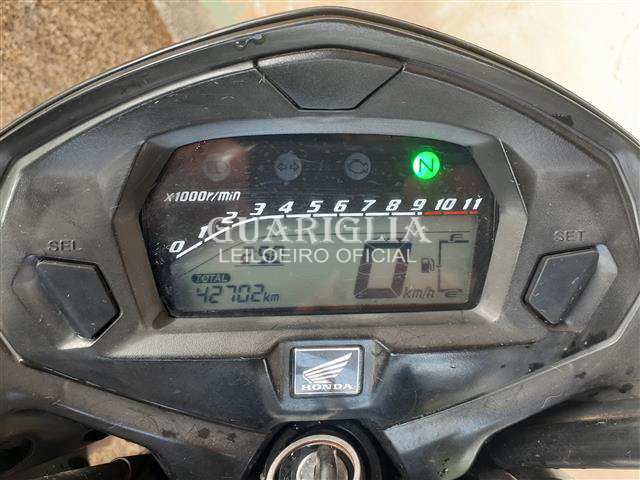 N
x1000r/min
0 1 2 3 4 5 6 7 8 9 10 11
GUARIGLIA
LEILOEIRO OFICIAL
SEL
SET
F
TOTAL
0 km/h
42702 km
E
HONDA